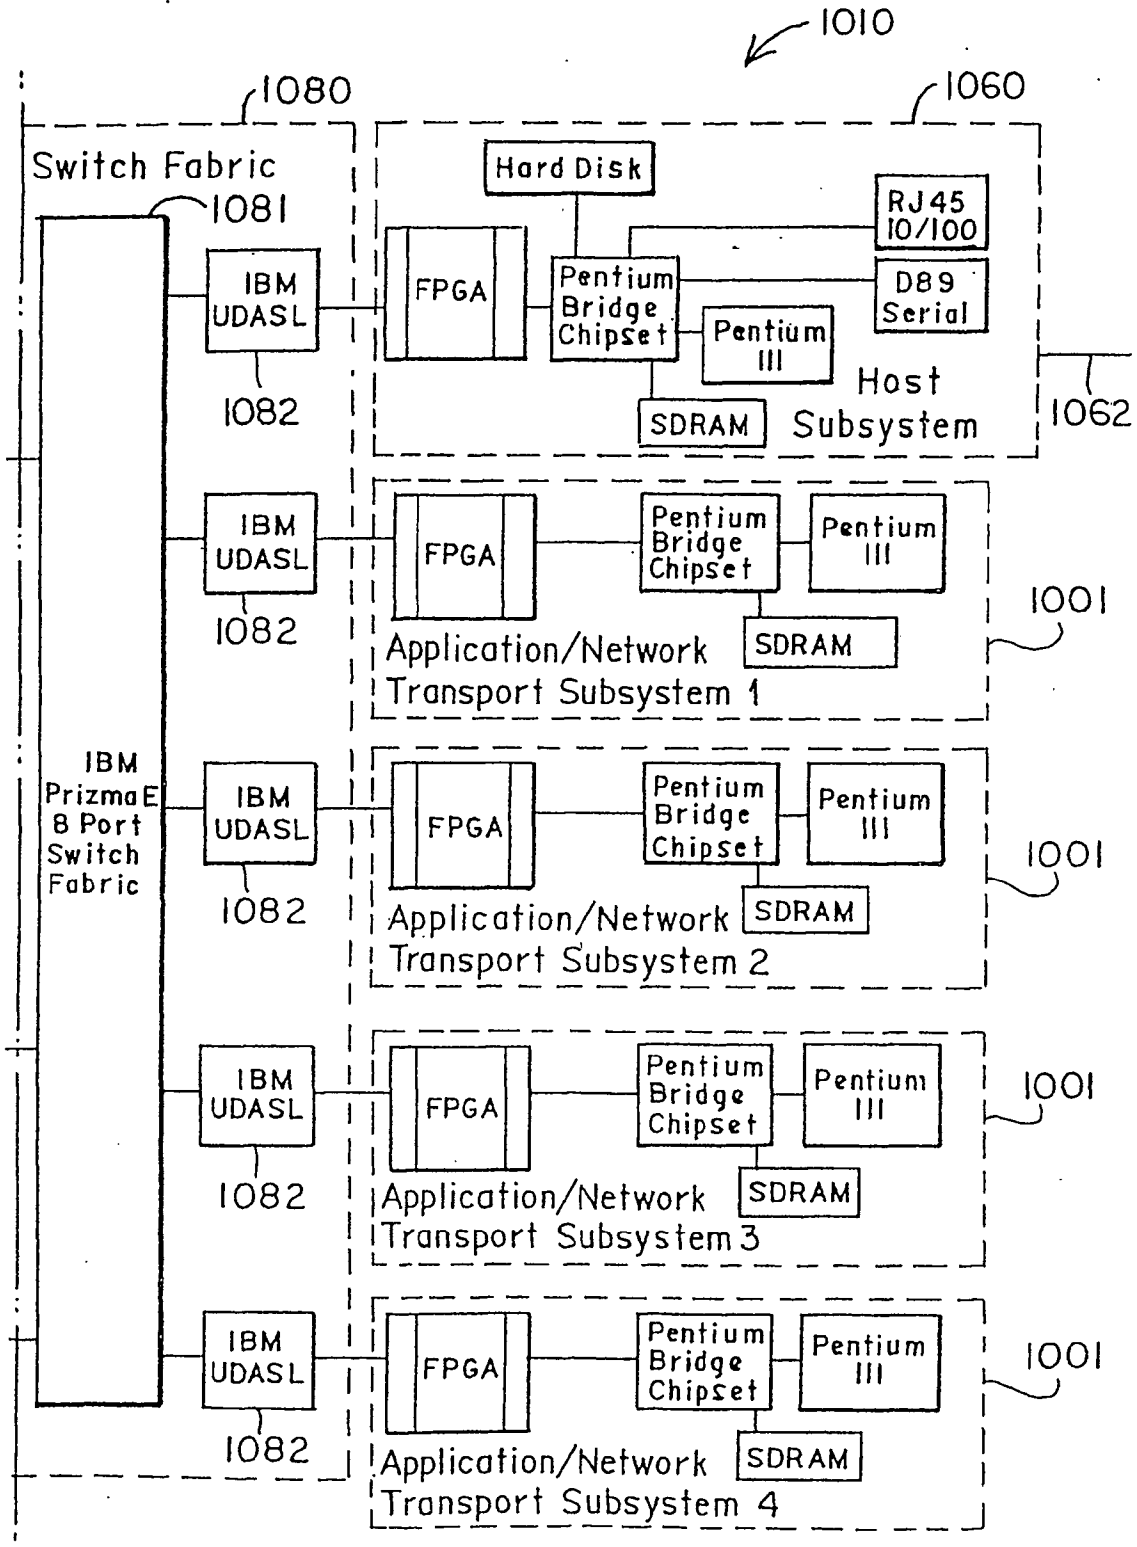 1010
1080
1060
Switch Fabric
1081
Hard Disk
RJ45
10/100
IBM
UDASL
FPGA
Pentium
Bridge
Chipset
D89
Serial
Pentium
III
1082
SDRAM
Host
Subsystem
1062
IBM
UDASL
FPGA
Pentium
Bridge
Chipset
Pentium
III
1082
SDRAM
Application/Network
Transport Subsystem 1
1001
IBM
PrizmaE
8 Port
Switch
Fabric
IBM
UDASL
FPGA
Pentium
Bridge
Chipset
Pentium
III
1082
SDRAM
Application/Network
Transport Subsystem 2
1001
IBM
UDASL
FPGA
Pentium
Bridge
Chipset
Pentium
III
1082
SDRAM
Application/Network
Transport Subsystem 3
1001
IBM
UDASL
FPGA
Pentium
Bridge
Chipset
Pentium
III
1082
SDRAM
Application/Network
Transport Subsystem 4
1001